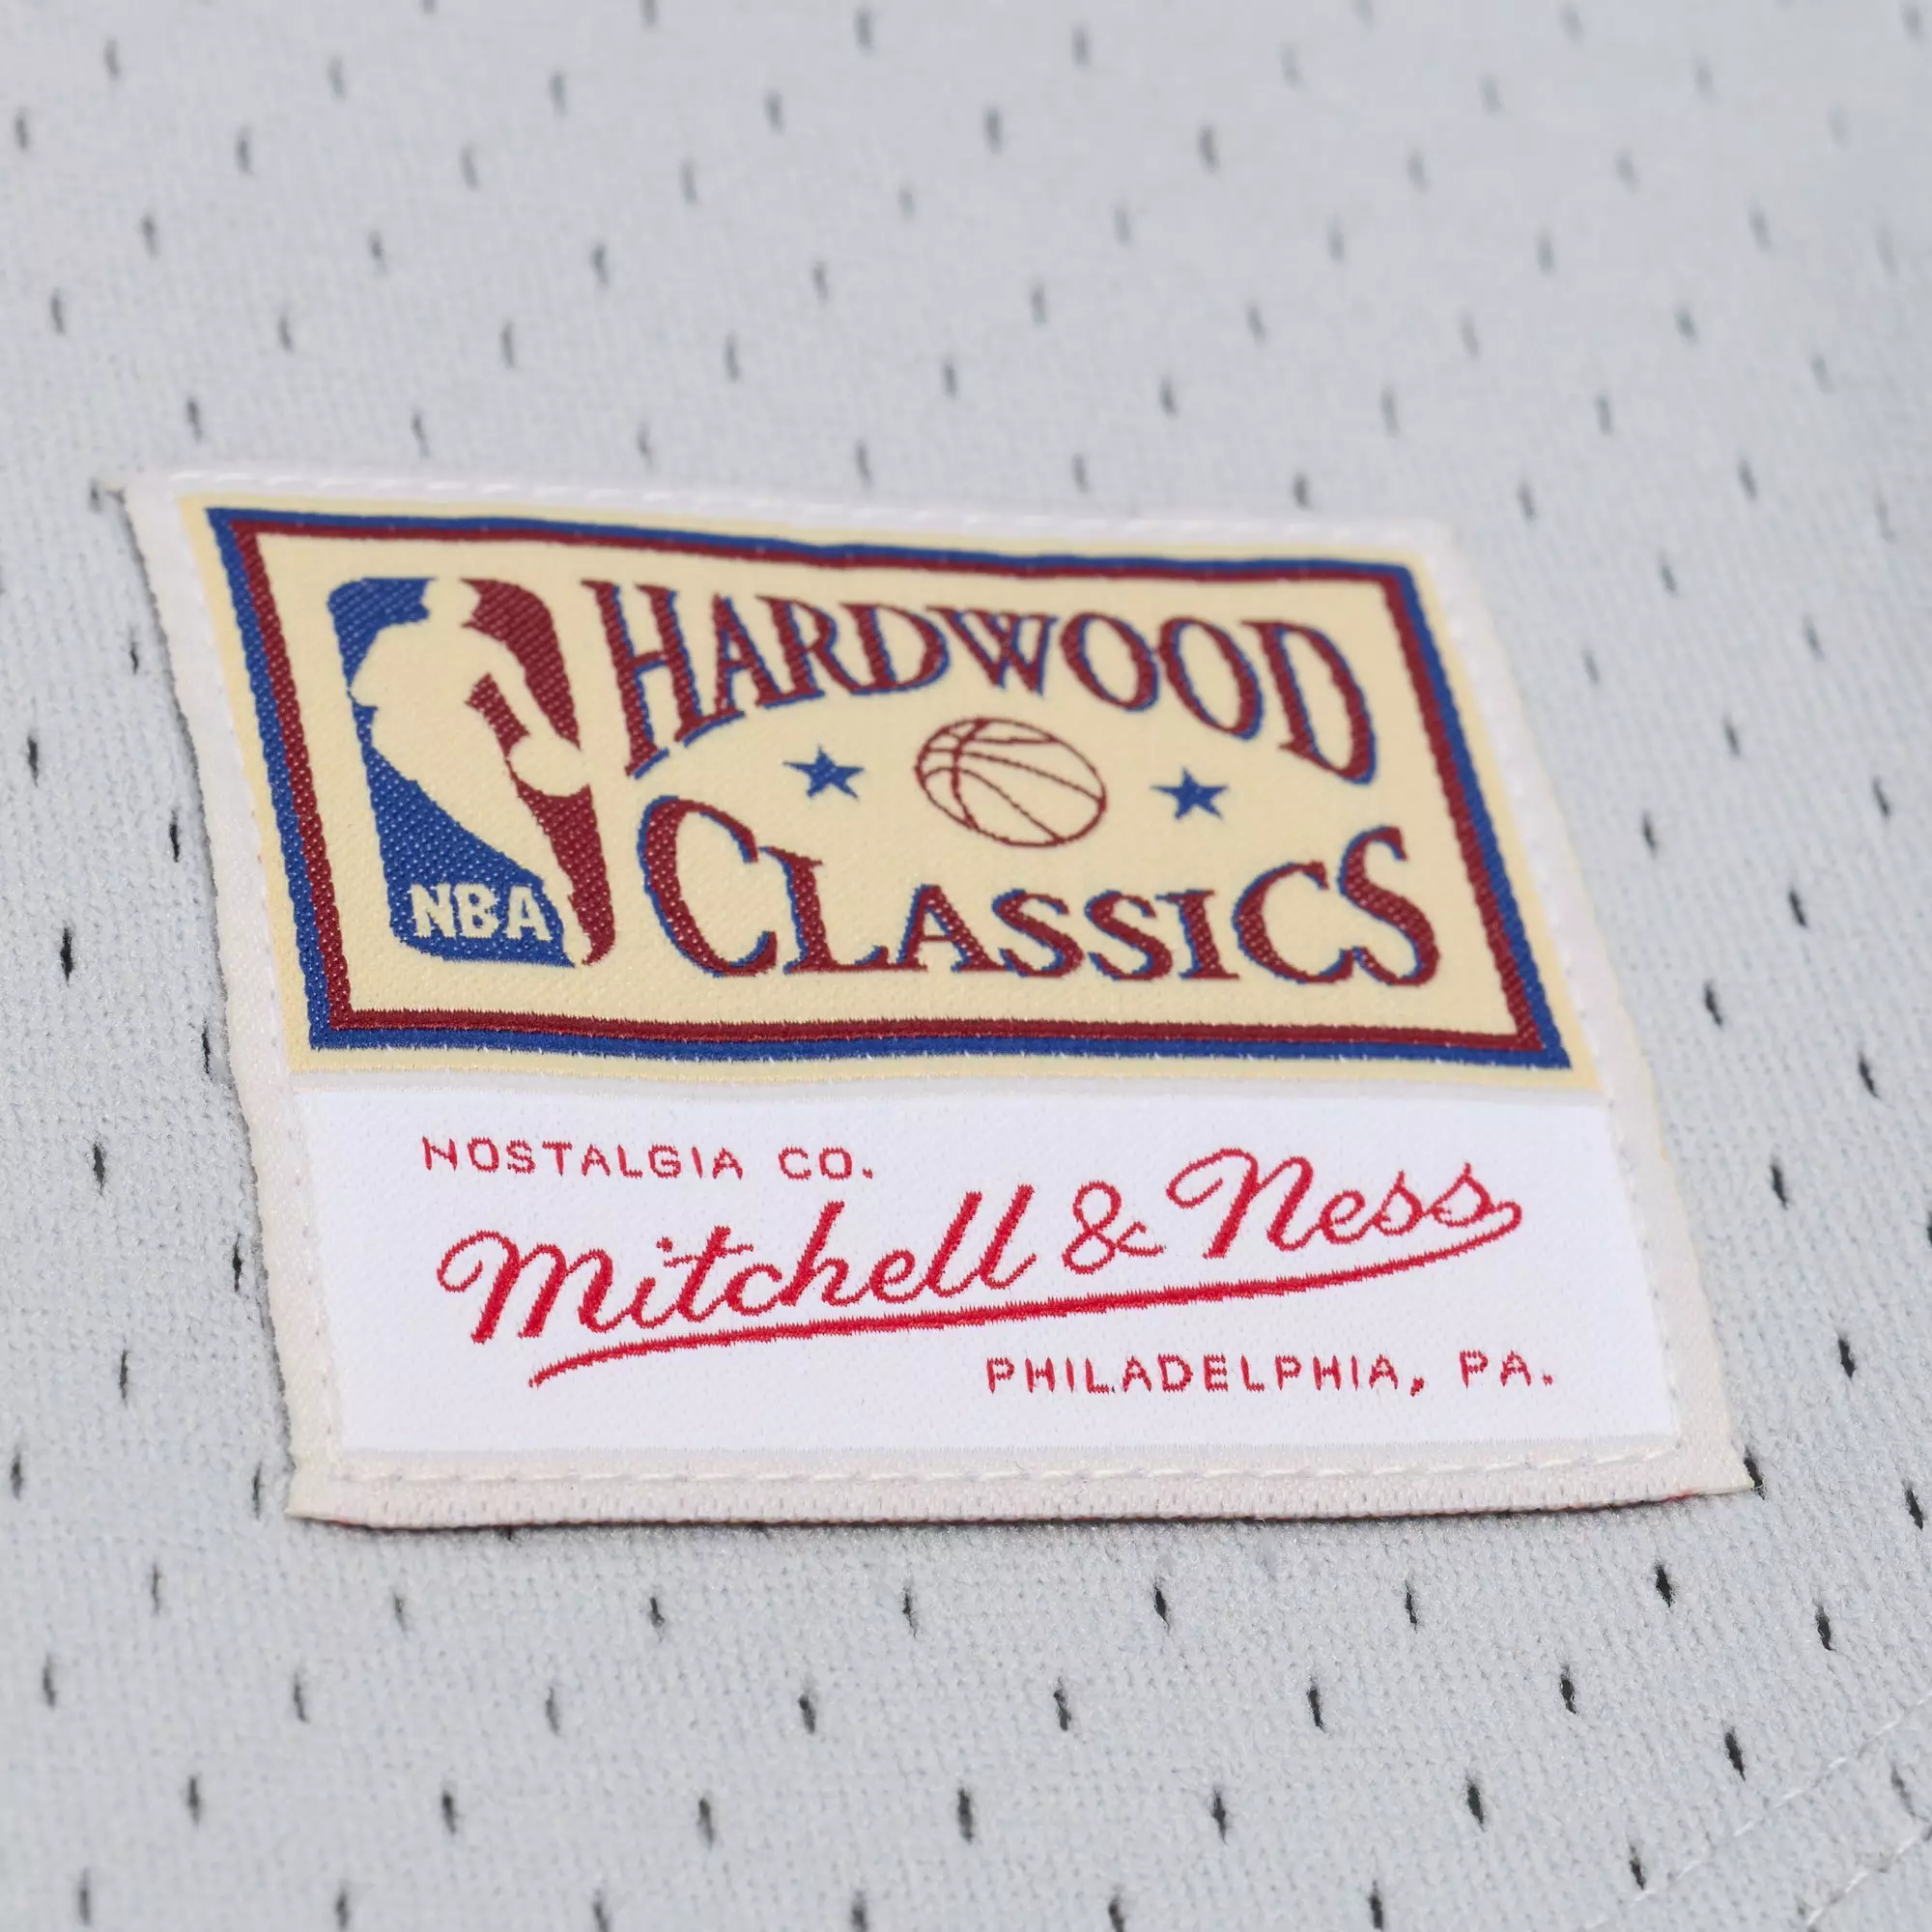 HARDWOOD
CLASSICS
NBA
NOSTALGIA CO.
Mitchell & Ness
PHILADELPHIA, PA.